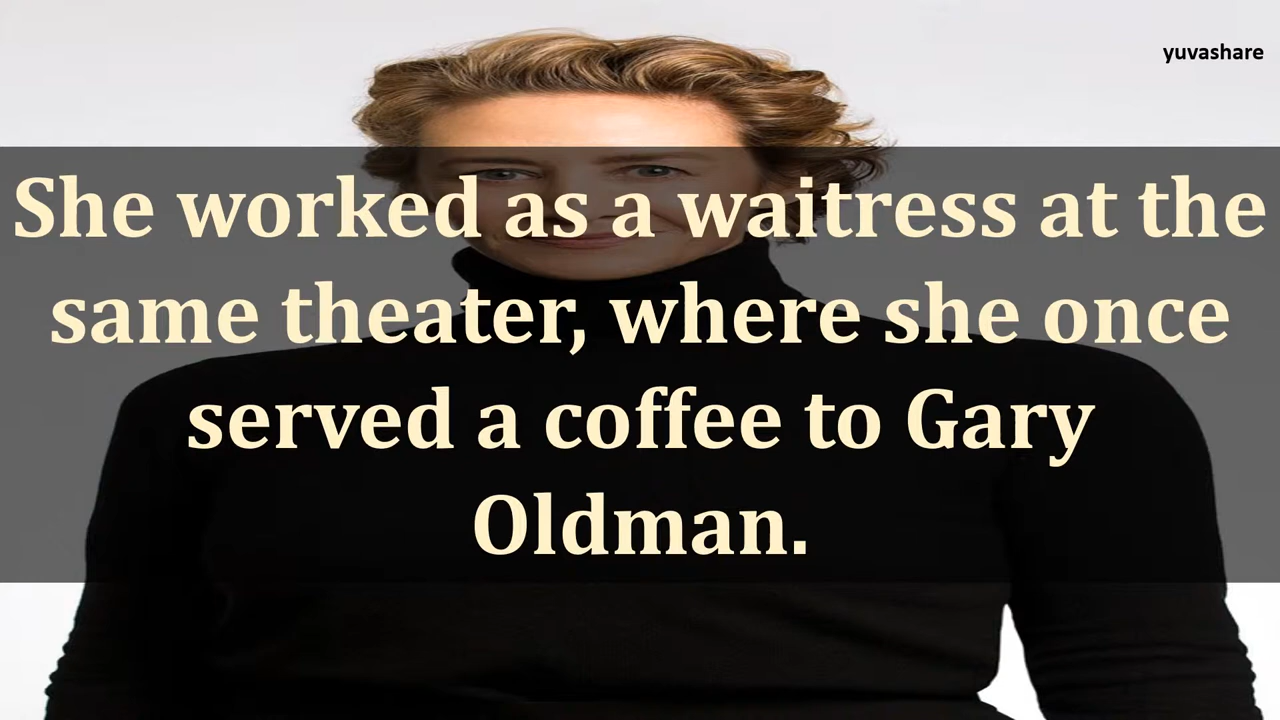 yuvashare
She worked as a waitress at the
same theater, where she once
served a coffee to Gary
Oldman.